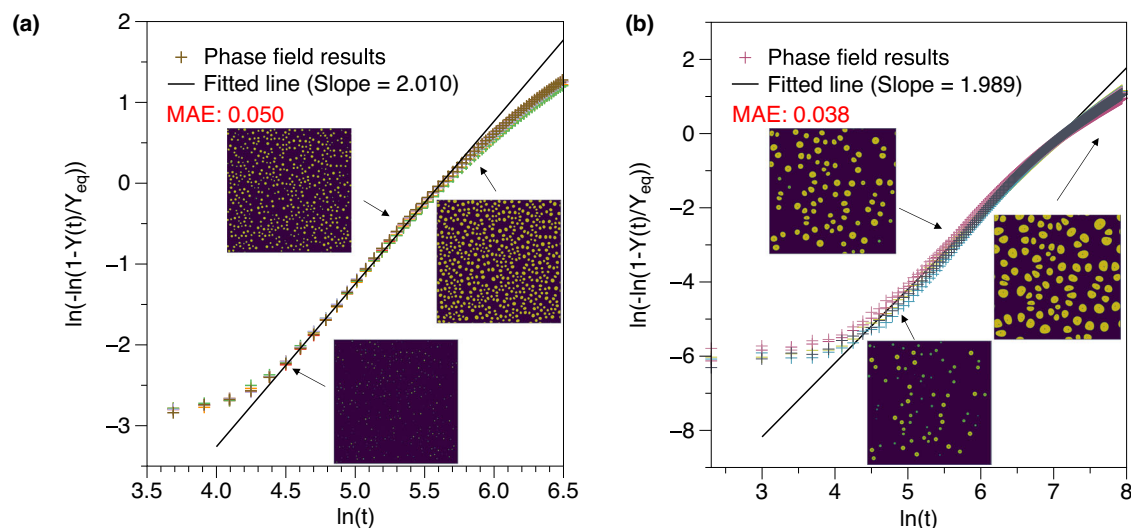 (a)
2
1
0
−1
−2
−3
ln(-ln(1-Y(t)/Yeq))
Phase field results
Fitted line (Slope = 2.010)
MAE: 0.050
3.5 4.0 4.5 5.0 5.5 6.0 6.5
ln(t)
(b)
2
0
−2
−4
−6
−8
ln(-ln(1-Y(t)/Yeq))
Phase field results
Fitted line (Slope = 1.989)
MAE: 0.038
3 4 5 6 7 8
ln(t)